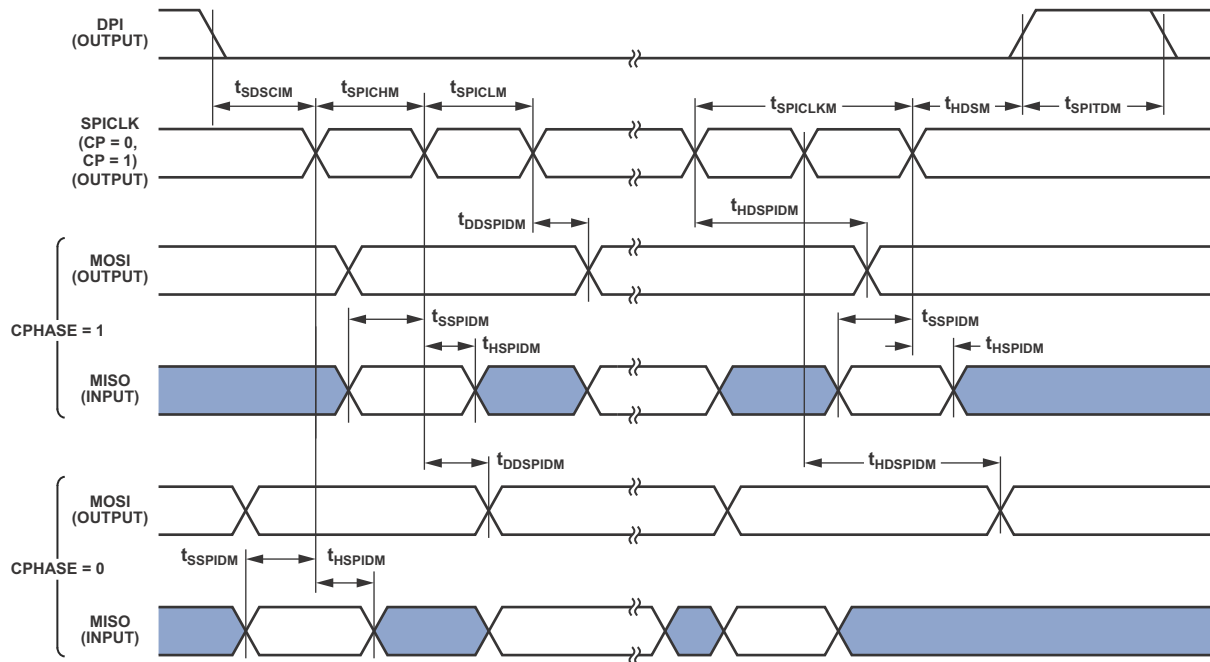 DPI
(OUTPUT)
tSDSCIM
tSPICHM
tSPICLM
tSPICLKM
tHDSM
tSPITDM
SPICLK
(CP = 0,
CP = 1)
(OUTPUT)
tDDSPIDM
tHDSPIDM
MOSI
(OUTPUT)
CPHASE = 1
tSSPIDM
tSSPIDM
tHSPIDM
tHSPIDM
MISO
(INPUT)
tDDSPIDM
tHDSPIDM
MOSI
(OUTPUT)
tSSPIDM
tHSPIDM
CPHASE = 0
MISO
(INPUT)